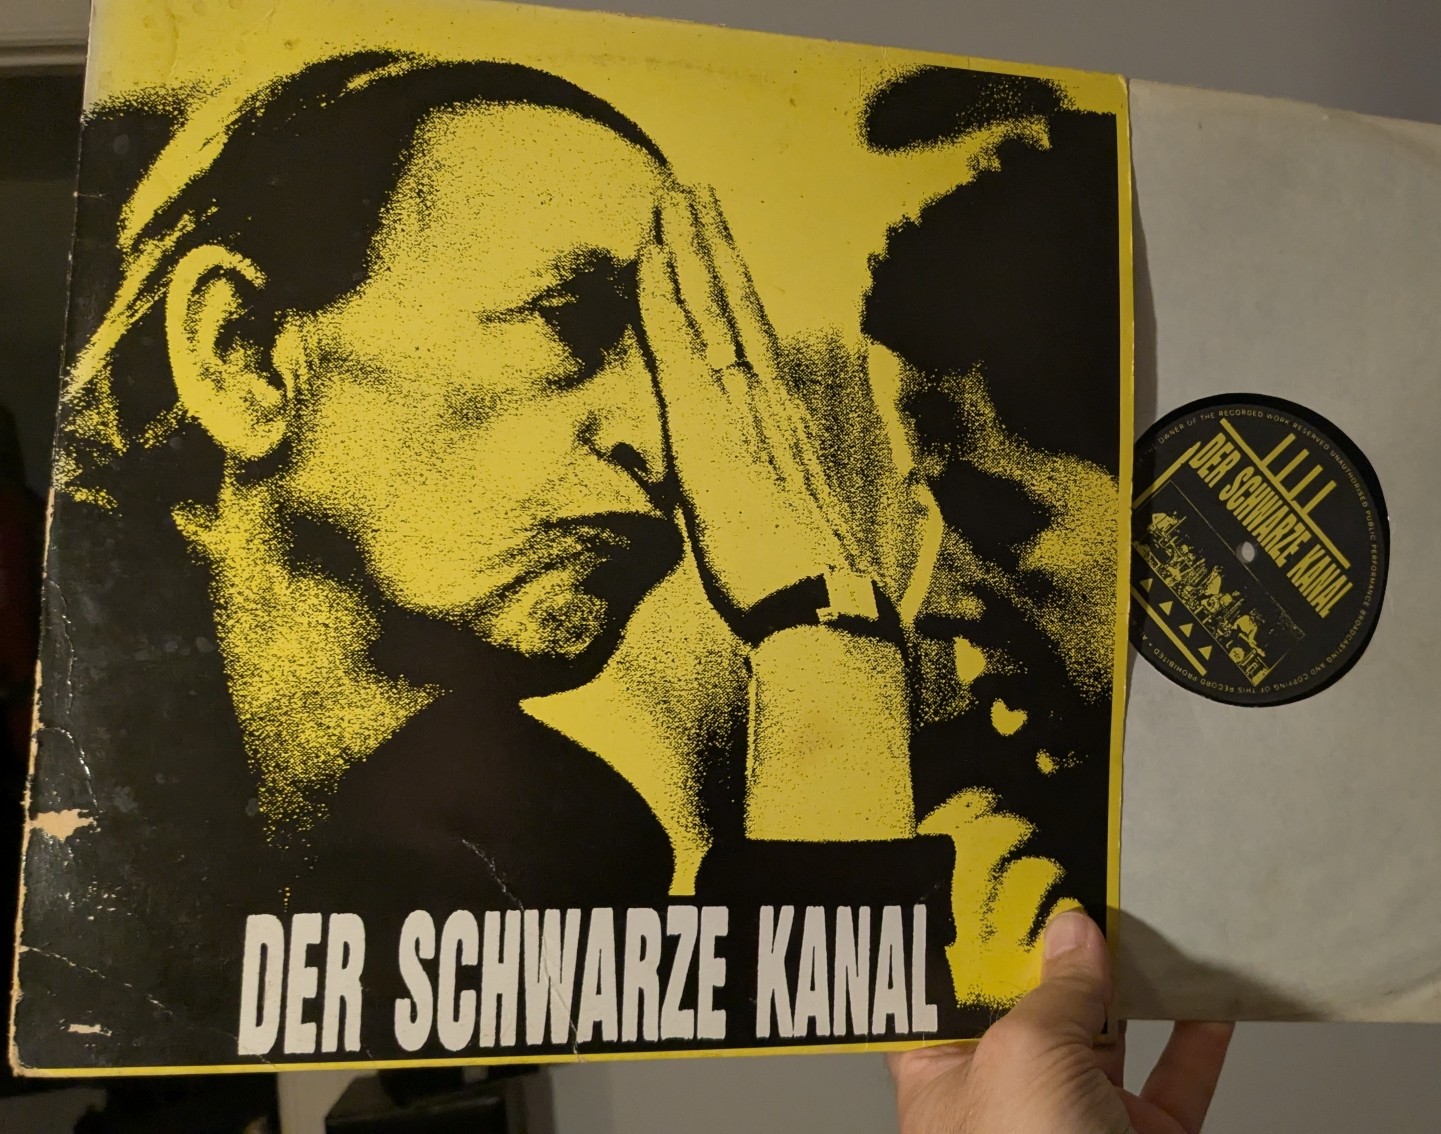 DER SCHWARZE KANAL
DER SCHWARZE KANAL
OWNER OF THE RECORDED WORK RESERVED UNAUTHORISED PUBLIC PERFORMANCE BROADCASTING AND COPYING OF THIS RECORD PROHIBITED